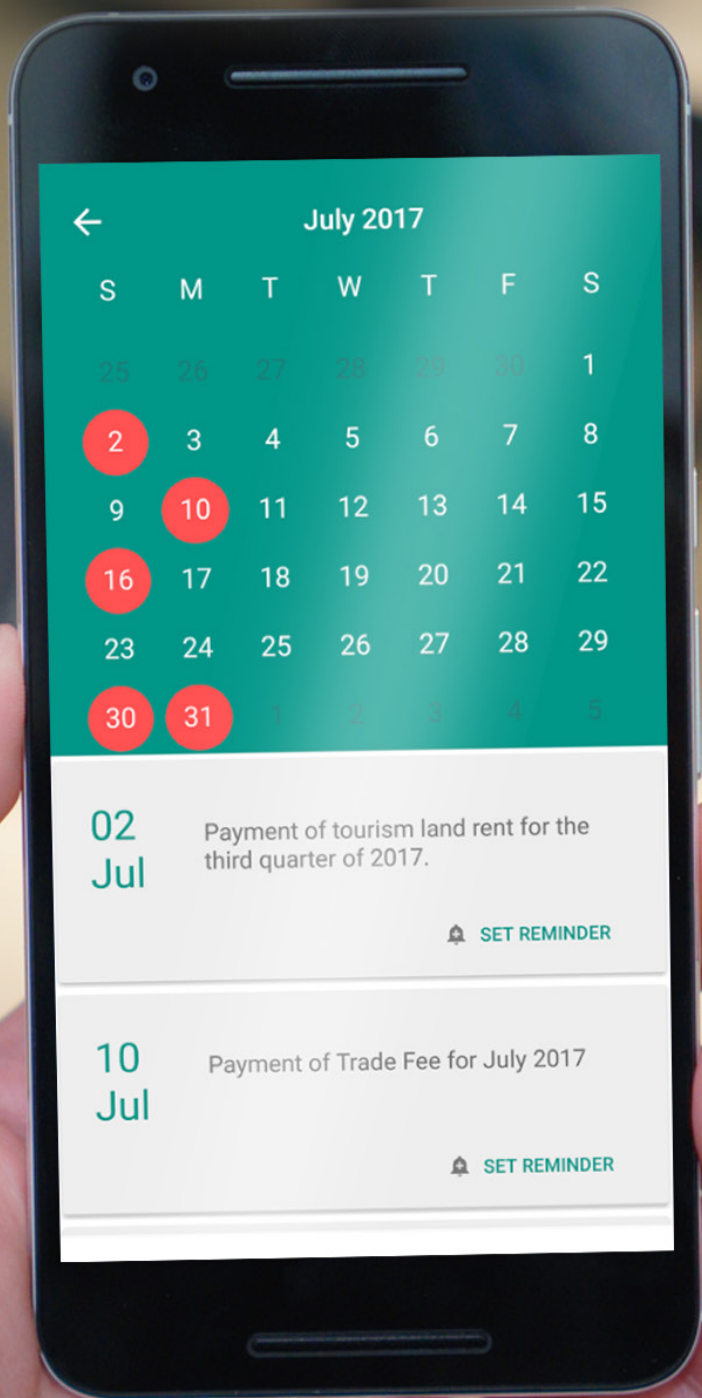 July 2017
S M T W T F S
25 26 27 28 29 30 1
2 3 4 5 6 7 8
9 10 11 12 13 14 15
16 17 18 19 20 21 22
23 24 25 26 27 28 29
30 31 1 2 3 4 5
02
Jul
Payment of tourism land rent for the
third quarter of 2017.
SET REMINDER
10
Jul
Payment of Trade Fee for July 2017
SET REMINDER